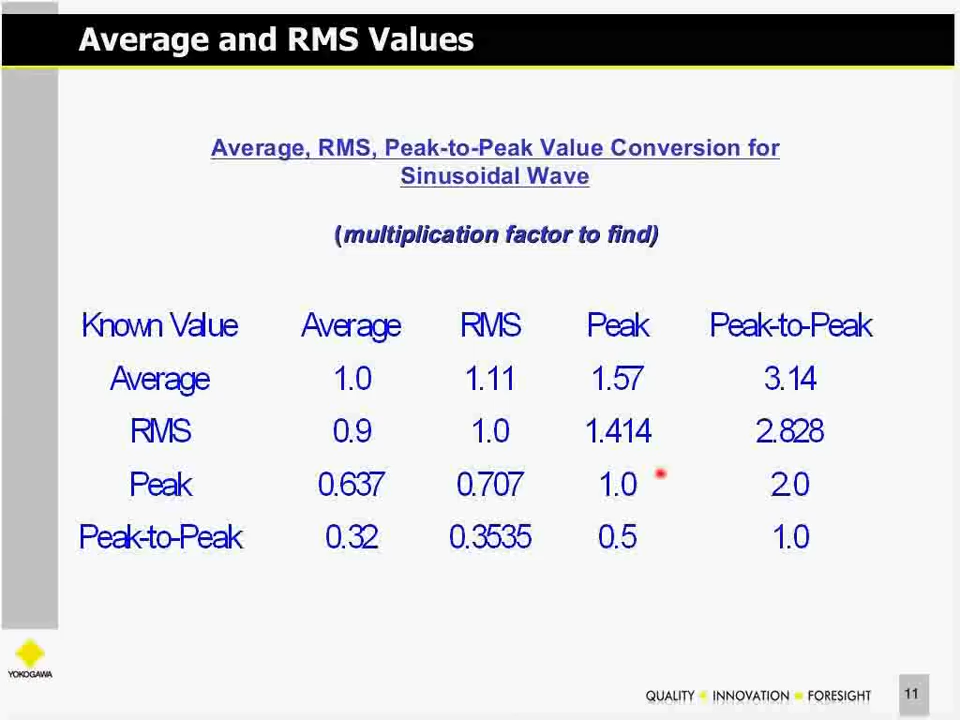 Average and RMS Values
Average, RMS, Peak-to-Peak Value Conversion for
Sinusoidal Wave
(multiplication factor to find)
Known Value Average RMS Peak Peak-to-Peak
Average 1.0 1.11 1.57 3.14
RMS 0.9 1.0 1.414 2.828
Peak 0.637 0.707 1.0 2.0
Peak-to-Peak 0.32 0.3535 0.5 1.0
YOKOGAWA
QUALITY INNOVATION FORESIGHT 11